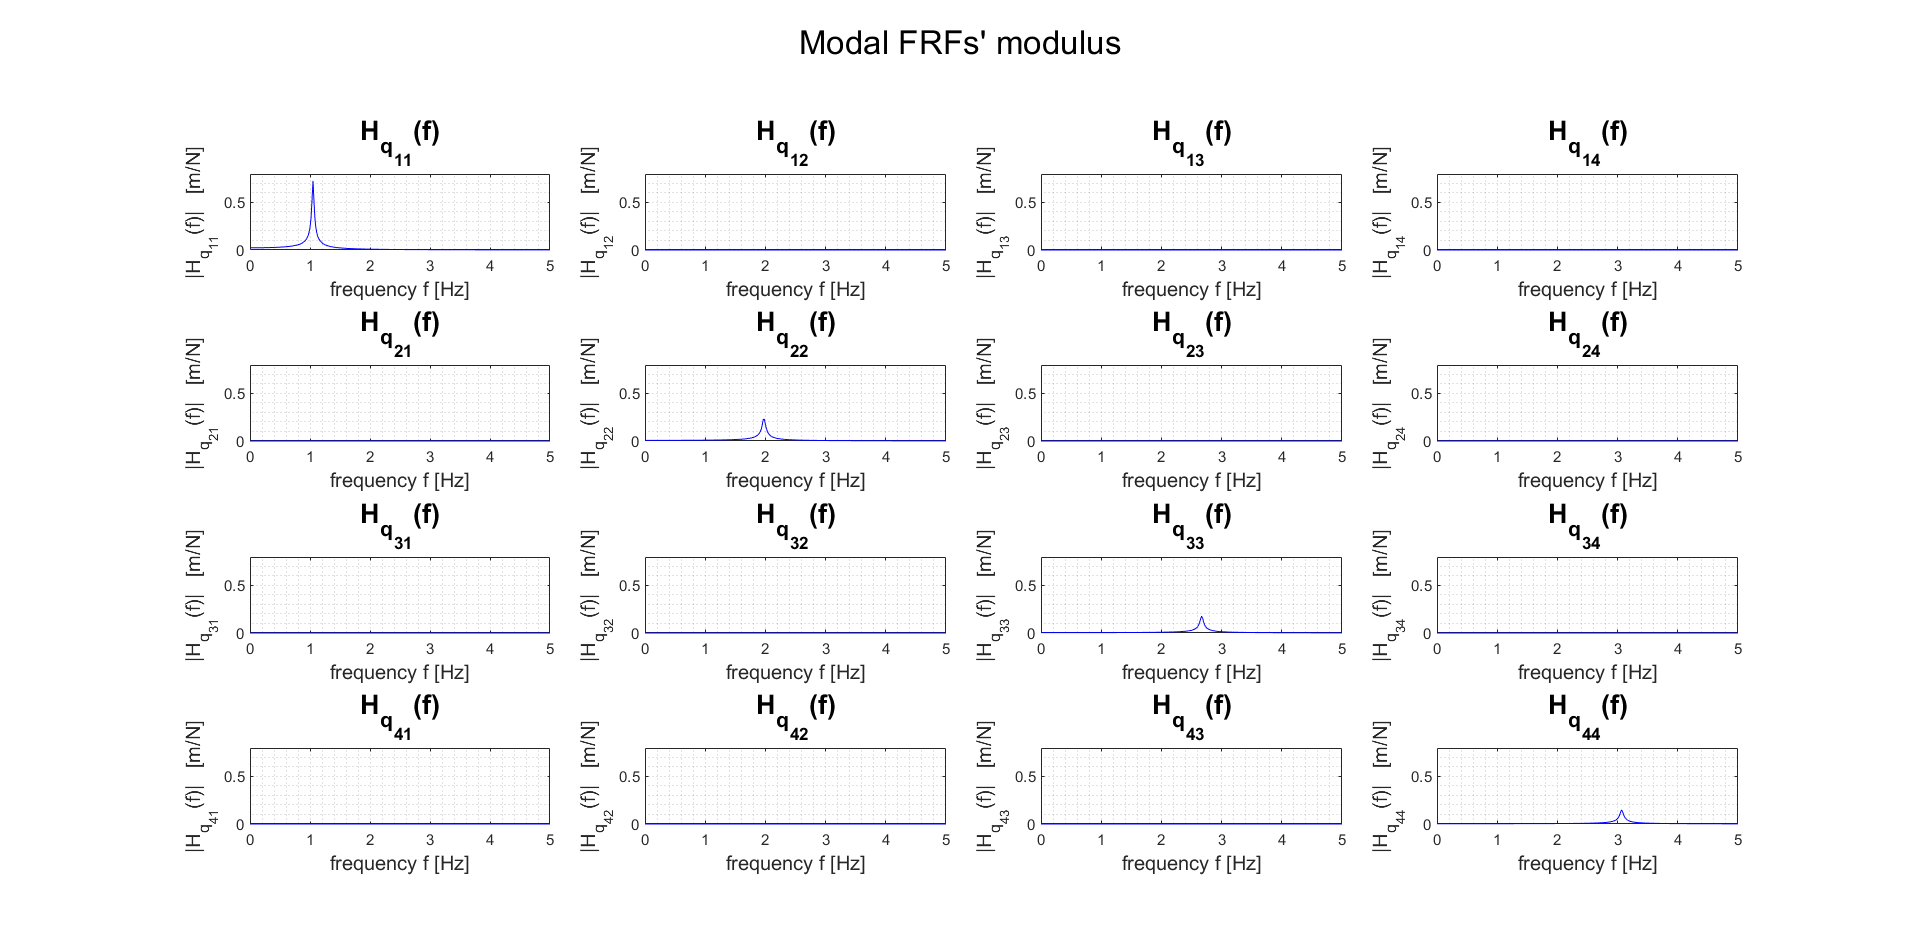 Modal FRFs' modulus
H_{q_{11}}(f)
|H_{q_{11}}(f)| [m/N]
0.5
0
0 1 2 3 4 5
frequency f [Hz]
H_{q_{12}}(f)
|H_{q_{12}}(f)| [m/N]
0.5
0
0 1 2 3 4 5
frequency f [Hz]
H_{q_{13}}(f)
|H_{q_{13}}(f)| [m/N]
0.5
0
0 1 2 3 4 5
frequency f [Hz]
H_{q_{14}}(f)
|H_{q_{14}}(f)| [m/N]
0.5
0
0 1 2 3 4 5
frequency f [Hz]
H_{q_{21}}(f)
|H_{q_{21}}(f)| [m/N]
0.5
0
0 1 2 3 4 5
frequency f [Hz]
H_{q_{22}}(f)
|H_{q_{22}}(f)| [m/N]
0.5
0
0 1 2 3 4 5
frequency f [Hz]
H_{q_{23}}(f)
|H_{q_{23}}(f)| [m/N]
0.5
0
0 1 2 3 4 5
frequency f [Hz]
H_{q_{24}}(f)
|H_{q_{24}}(f)| [m/N]
0.5
0
0 1 2 3 4 5
frequency f [Hz]
H_{q_{31}}(f)
|H_{q_{31}}(f)| [m/N]
0.5
0
0 1 2 3 4 5
frequency f [Hz]
H_{q_{32}}(f)
|H_{q_{32}}(f)| [m/N]
0.5
0
0 1 2 3 4 5
frequency f [Hz]
H_{q_{33}}(f)
|H_{q_{33}}(f)| [m/N]
0.5
0
0 1 2 3 4 5
frequency f [Hz]
H_{q_{34}}(f)
|H_{q_{34}}(f)| [m/N]
0.5
0
0 1 2 3 4 5
frequency f [Hz]
H_{q_{41}}(f)
|H_{q_{41}}(f)| [m/N]
0.5
0
0 1 2 3 4 5
frequency f [Hz]
H_{q_{42}}(f)
|H_{q_{42}}(f)| [m/N]
0.5
0
0 1 2 3 4 5
frequency f [Hz]
H_{q_{43}}(f)
|H_{q_{43}}(f)| [m/N]
0.5
0
0 1 2 3 4 5
frequency f [Hz]
H_{q_{44}}(f)
|H_{q_{44}}(f)| [m/N]
0.5
0
0 1 2 3 4 5
frequency f [Hz]